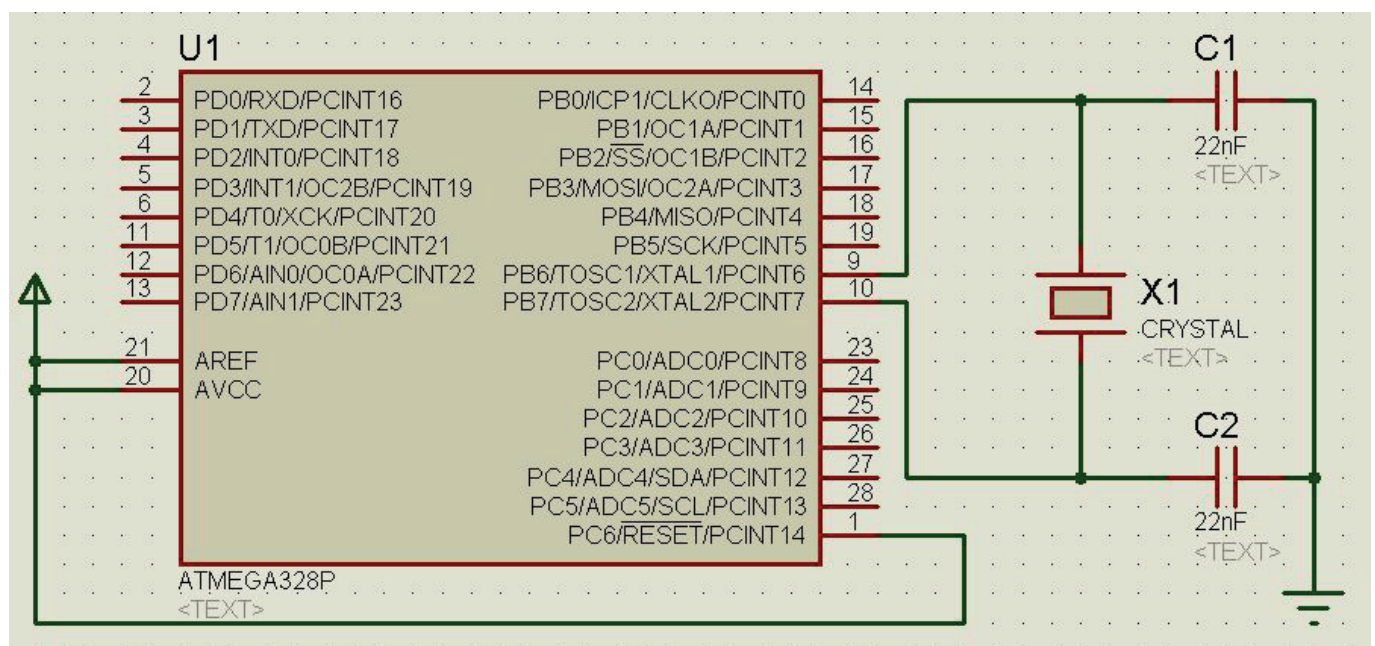 U1
2 PD0/RXD/PCINT16
3 PD1/TXD/PCINT17
4 PD2/INT0/PCINT18
5 PD3/INT1/OC2B/PCINT19
6 PD4/T0/XCK/PCINT20
11 PD5/T1/OC0B/PCINT21
12 PD6/AIN0/OC0A/PCINT22
13 PD7/AIN1/PCINT23
21 AREF
20 AVCC
PB0/ICP1/CLKO/PCINT0 14
PB1/OC1A/PCINT1 15
PB2/SS/OC1B/PCINT2 16
PB3/MOSI/OC2A/PCINT3 17
PB4/MISO/PCINT4 18
PB5/SCK/PCINT5 19
PB6/TOSC1/XTAL1/PCINT6 9
PB7/TOSC2/XTAL2/PCINT7 10
PC0/ADC0/PCINT8 23
PC1/ADC1/PCINT9 24
PC2/ADC2/PCINT10 25
PC3/ADC3/PCINT11 26
PC4/ADC4/SDA/PCINT12 27
PC5/ADC5/SCL/PCINT13 28
PC6/RESET/PCINT14 1
ATMEGA328P
<TEXT>
C1
22nF
<TEXT>
X1
CRYSTAL
<TEXT>
C2
22nF
<TEXT>